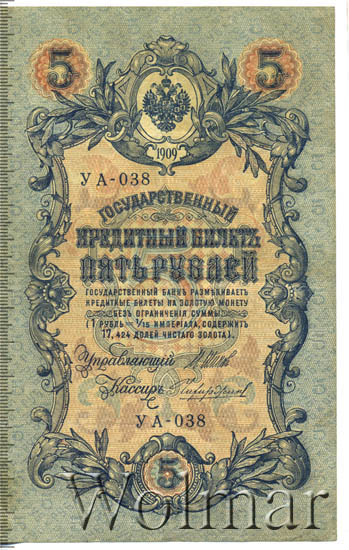 5 5
1909
УА-038
ГОСУДАРСТВЕННЫЙ
КРЕДИТНЫЙ БИЛЕТЪ
ПЯТЬ РУБЛЕЙ
ГОСУДАРСТВЕННЫЙ БАНКЪ РАЗМѢНИВАЕТЪ
КРЕДИТНЫЕ БИЛЕТЫ НА ЗОЛОТУЮ МОНЕТУ
БЕЗЪ ОГРАНИЧЕНІЯ СУММЫ
(1 РУБЛЬ = 1/15 ИМПЕРІАЛА, СОДЕРЖИТЪ
17,424 ДОЛЕЙ ЧИСТАГО ЗОЛОТА).
Управляющій
Кассиръ
УА-038
5
Wolmar